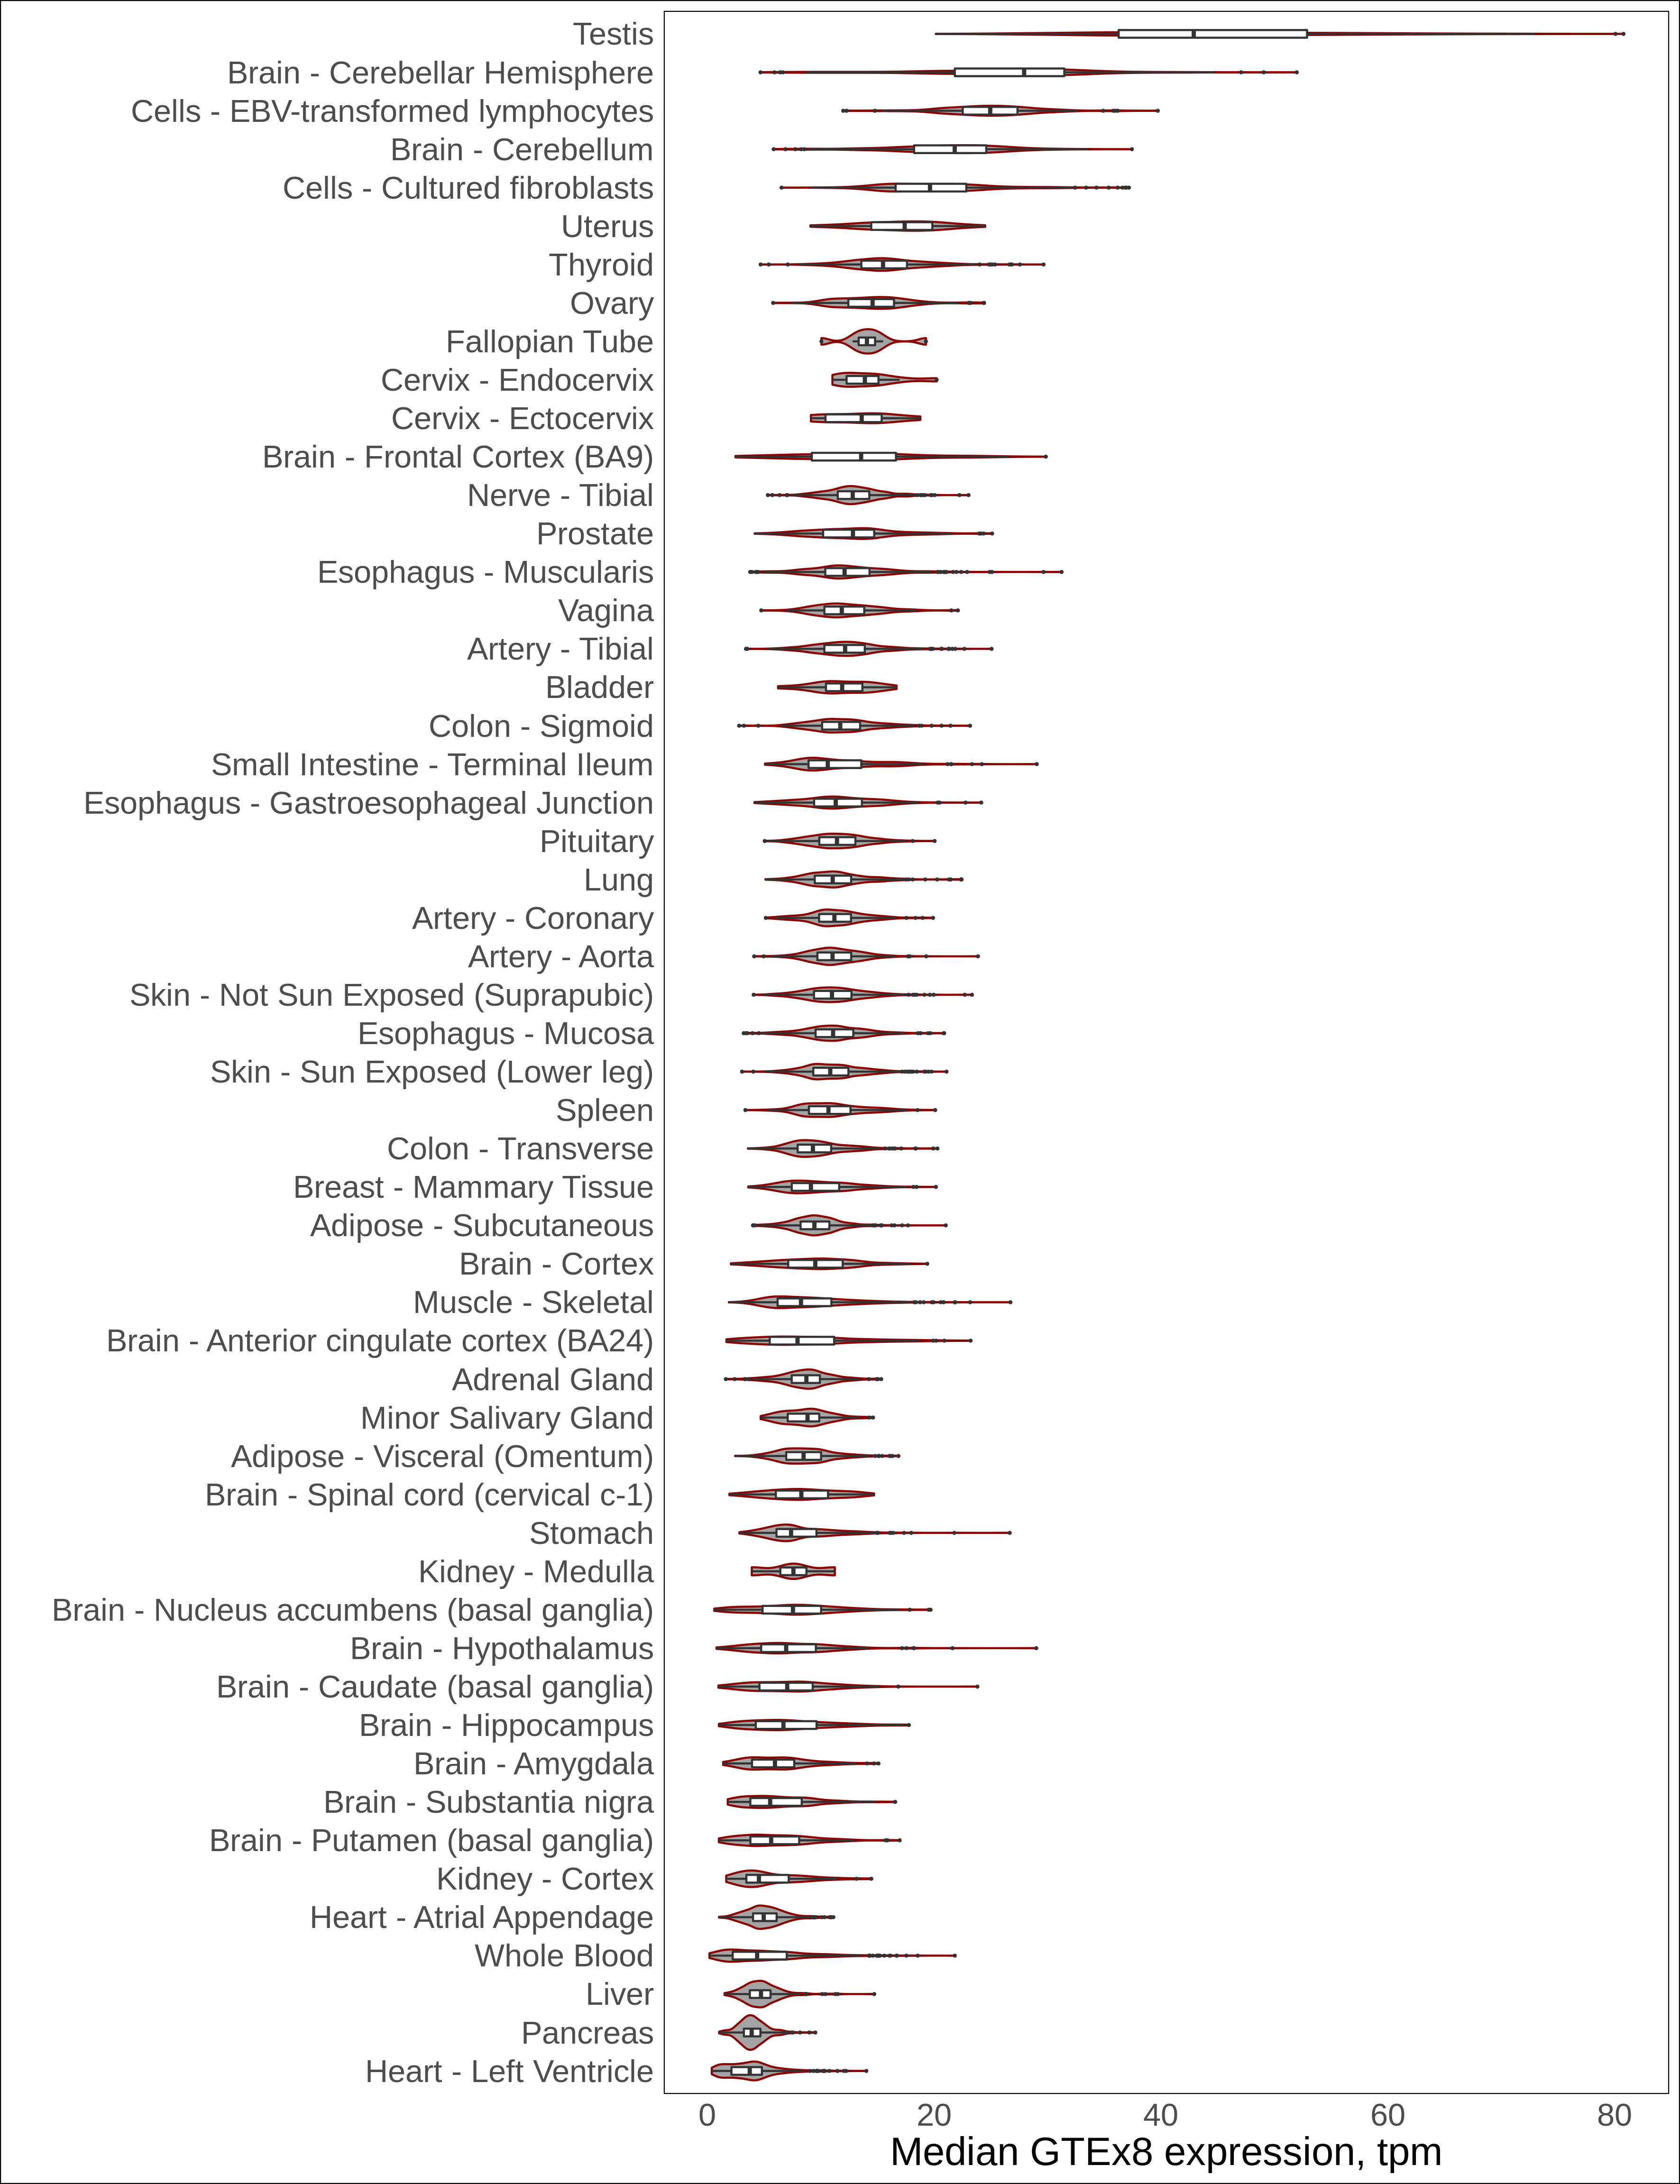 Testis
Brain - Cerebellar Hemisphere
Cells - EBV-transformed lymphocytes
Brain - Cerebellum
Cells - Cultured fibroblasts
Uterus
Thyroid
Ovary
Fallopian Tube
Cervix - Endocervix
Cervix - Ectocervix
Brain - Frontal Cortex (BA9)
Nerve - Tibial
Prostate
Esophagus - Muscularis
Vagina
Artery - Tibial
Bladder
Colon - Sigmoid
Small Intestine - Terminal Ileum
Esophagus - Gastroesophageal Junction
Pituitary
Lung
Artery - Coronary
Artery - Aorta
Skin - Not Sun Exposed (Suprapubic)
Esophagus - Mucosa
Skin - Sun Exposed (Lower leg)
Spleen
Colon - Transverse
Breast - Mammary Tissue
Adipose - Subcutaneous
Brain - Cortex
Muscle - Skeletal
Brain - Anterior cingulate cortex (BA24)
Adrenal Gland
Minor Salivary Gland
Adipose - Visceral (Omentum)
Brain - Spinal cord (cervical c-1)
Stomach
Kidney - Medulla
Brain - Nucleus accumbens (basal ganglia)
Brain - Hypothalamus
Brain - Caudate (basal ganglia)
Brain - Hippocampus
Brain - Amygdala
Brain - Substantia nigra
Brain - Putamen (basal ganglia)
Kidney - Cortex
Heart - Atrial Appendage
Whole Blood
Liver
Pancreas
Heart - Left Ventricle
0 20 40 60 80
Median GTEx8 expression, tpm